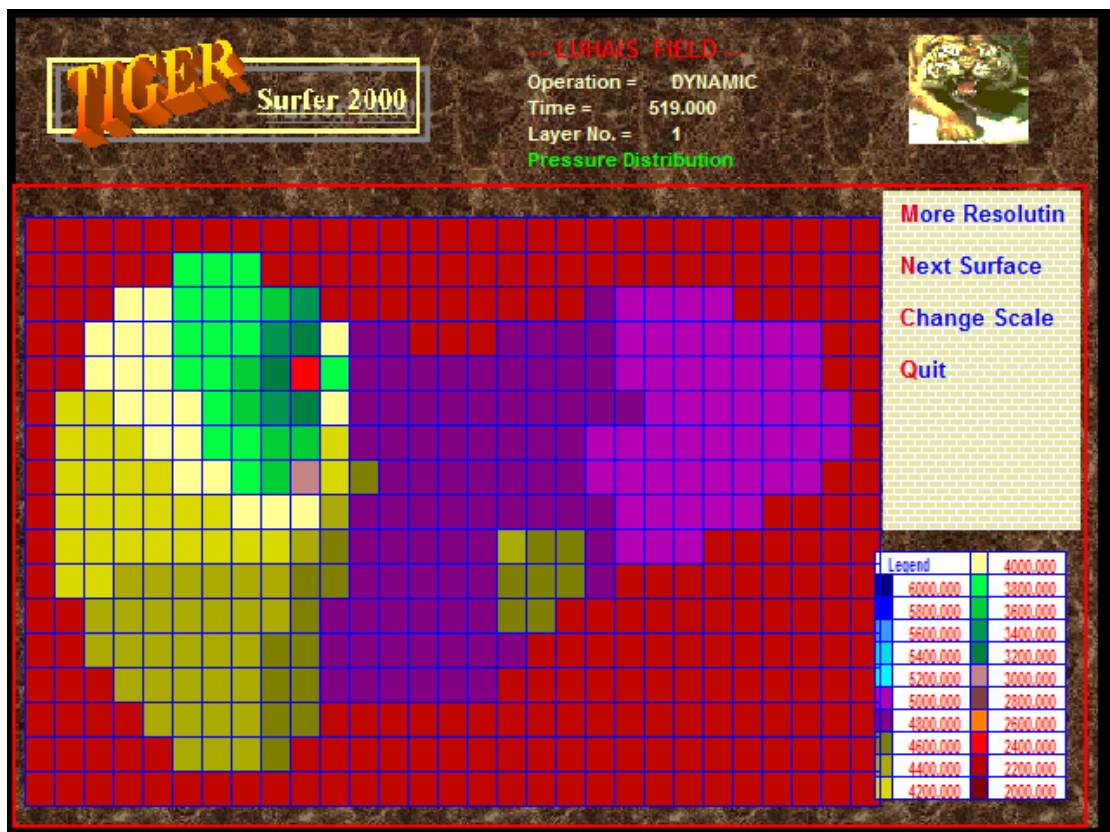 TIGER
Surfer 2000
--- LUHAIS FIELD ---
Operation = DYNAMIC
Time = 519.000
Layer No. = 1
Pressure Distribution
More Resolutin
Next Surface
Change Scale
Quit
Legend 4000.000
6000.000 3800.000
5800.000 3600.000
5600.000 3400.000
5400.000 3200.000
5200.000 3000.000
5000.000 2800.000
4800.000 2600.000
4600.000 2400.000
4400.000 2200.000
4200.000 2000.000